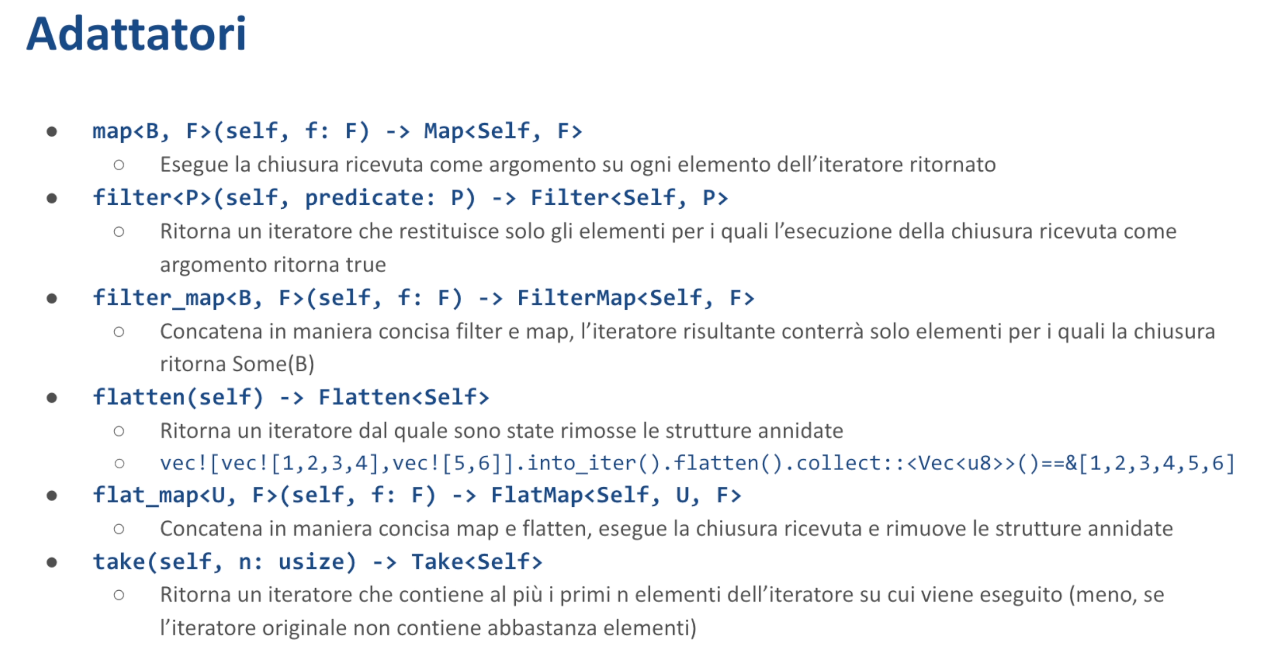 Adattatori
● map<B, F>(self, f: F) -> Map<Self, F>
○ Esegue la chiusura ricevuta come argomento su ogni elemento dell’iteratore ritornato
● filter<P>(self, predicate: P) -> Filter<Self, P>
○ Ritorna un iteratore che restituisce solo gli elementi per i quali l’esecuzione della chiusura ricevuta come
argomento ritorna true
● filter_map<B, F>(self, f: F) -> FilterMap<Self, F>
○ Concatena in maniera concisa filter e map, l’iteratore risultante conterrà solo elementi per i quali la chiusura
ritorna Some(B)
● flatten(self) -> Flatten<Self>
○ Ritorna un iteratore dal quale sono state rimosse le strutture annidate
○ vec![vec![1,2,3,4],vec![5,6]].into_iter().flatten().collect::<Vec<u8>>()==&[1,2,3,4,5,6]
● flat_map<U, F>(self, f: F) -> FlatMap<Self, U, F>
○ Concatena in maniera concisa map e flatten, esegue la chiusura ricevuta e rimuove le strutture annidate
● take(self, n: usize) -> Take<Self>
○ Ritorna un iteratore che contiene al più i primi n elementi dell’iteratore su cui viene eseguito (meno, se
l’iteratore originale non contiene abbastanza elementi)